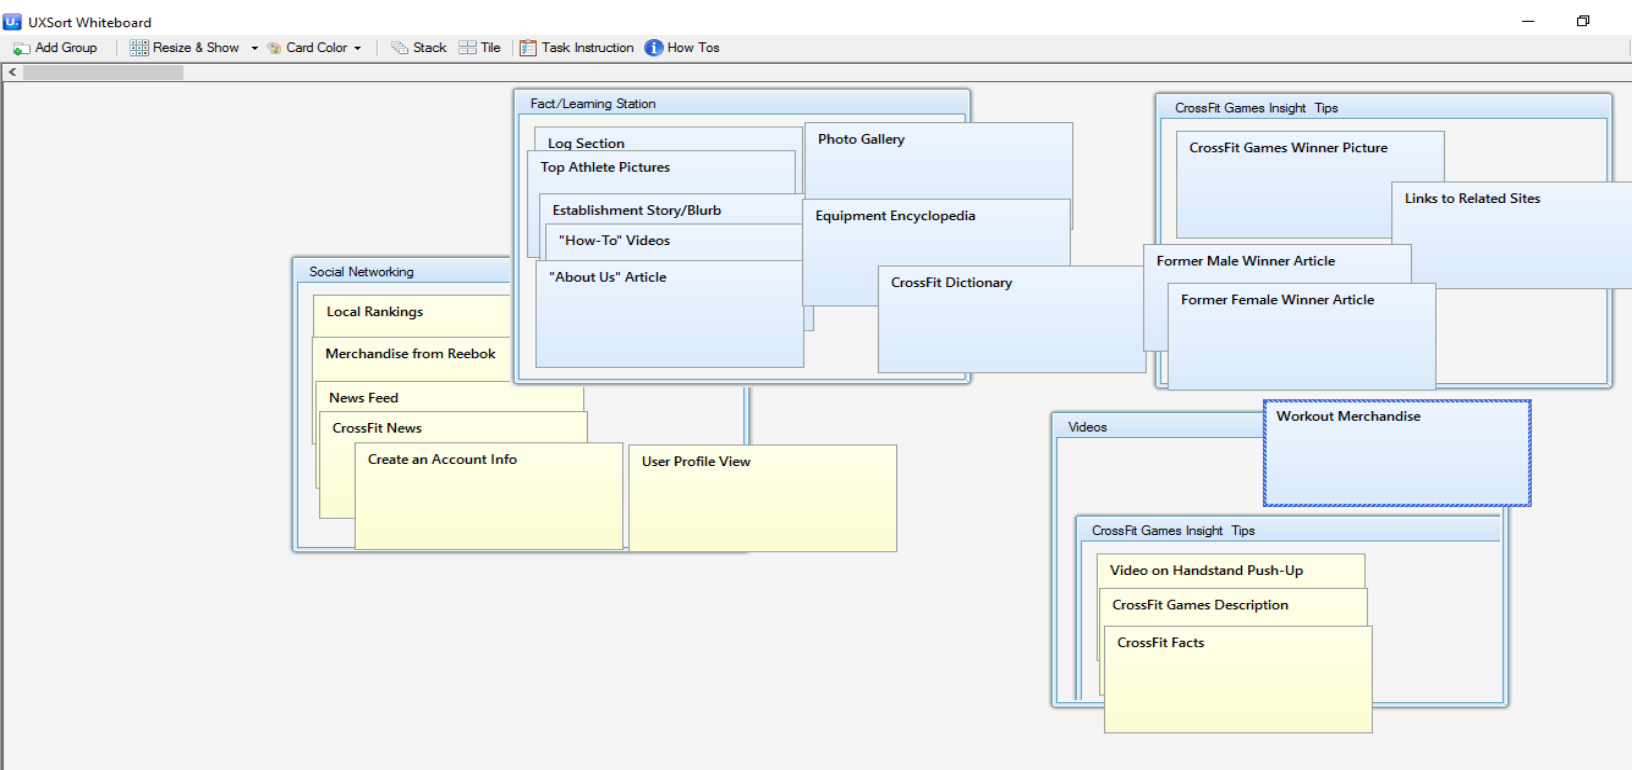 UXSort Whiteboard
Add Group Resize & Show Card Color Stack Tile Task Instruction How Tos
Fact/Learning Station
Log Section
Top Athlete Pictures
Establishment Story/Blurb
"How-To" Videos
"About Us" Article
Photo Gallery
Equipment Encyclopedia
CrossFit Dictionary
CrossFit Games Insight Tips
CrossFit Games Winner Picture
Links to Related Sites
Former Male Winner Article
Former Female Winner Article
Social Networking
Local Rankings
Merchandise from Reebok
News Feed
CrossFit News
Create an Account Info
User Profile View
Videos
Workout Merchandise
CrossFit Games Insight Tips
Video on Handstand Push-Up
CrossFit Games Description
CrossFit Facts